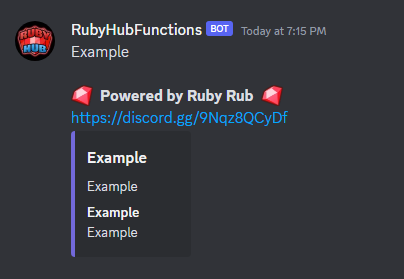 RUBY
HUB
RubyHubFunctions BOT Today at 7:15 PM
Example
Powered by Ruby Rub
https://discord.gg/9Nqz8QCyDf
Example
Example
Example
Example